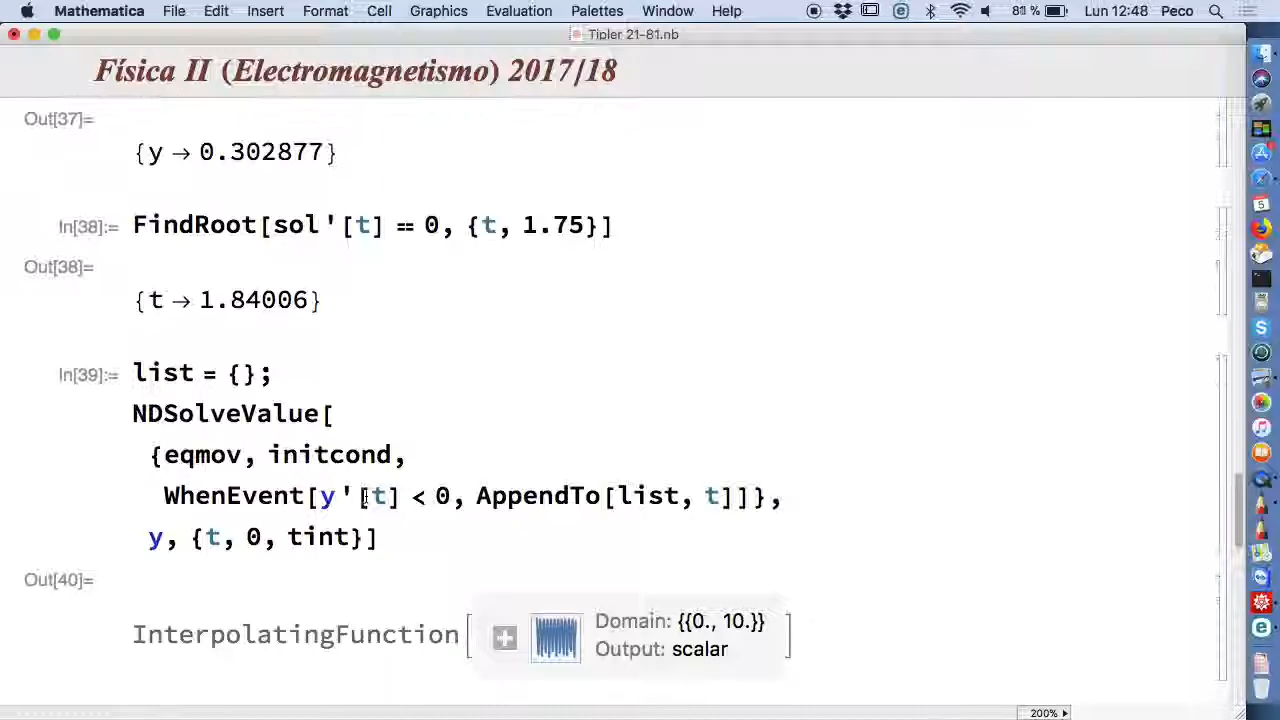 Mathematica File Edit Insert Format Cell Graphics Evaluation Palettes Window Help 81 % Lun 12:48 Peco
Tipler 21-81.nb
Física II (Electromagnetismo) 2017/18
Out[37]=
{y → 0.302877}
In[38]:= FindRoot[sol '[t] == 0, {t, 1.75}]
Out[38]=
{t → 1.84006}
In[39]:= list = {};
NDSolveValue[
{eqmov, initcond,
WhenEvent[y '[t] < 0, AppendTo[list, t]]},
y, {t, 0, tint}]
Out[40]=
InterpolatingFunction[
Domain: {{0., 10.}}
Output: scalar
]
200%